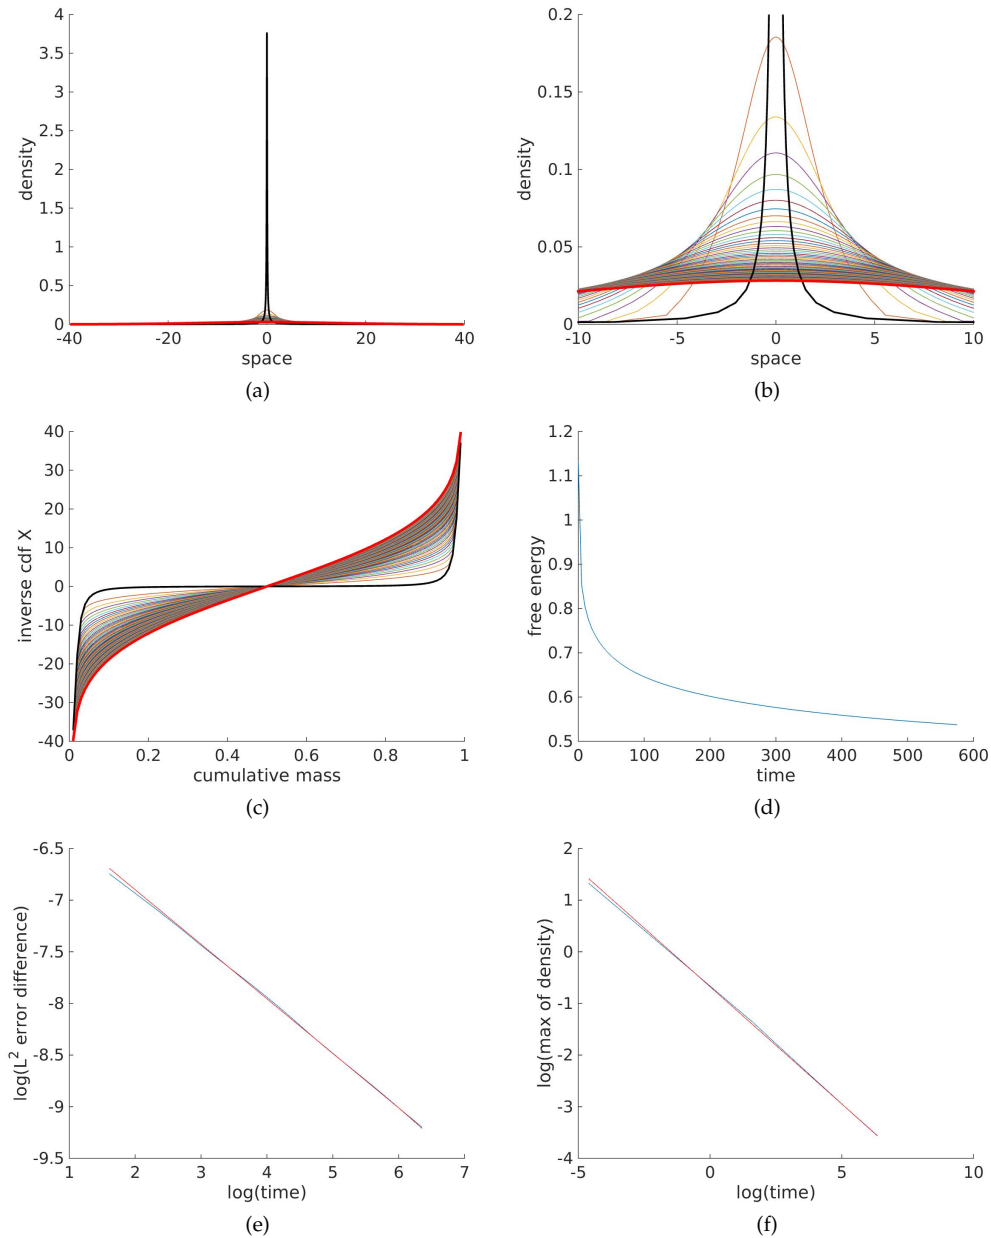 4
3.5
3
2.5
2
1.5
1
0.5
0
density
-40 -20 0 20 40
space
(a)
0.2
0.15
0.1
0.05
0
density
-10 -5 0 5 10
space
(b)
40
30
20
10
0
-10
-20
-30
-40
inverse cdf X
0 0.2 0.4 0.6 0.8 1
cumulative mass
(c)
1.2
1.1
1
0.9
0.8
0.7
0.6
0.5
free energy
0 100 200 300 400 500 600
time
(d)
-6.5
-7
-7.5
-8
-8.5
-9
-9.5
log(L² error difference)
1 2 3 4 5 6 7
log(time)
(e)
2
1
0
-1
-2
-3
-4
log(max of density)
-5 0 5 10
log(time)
(f)